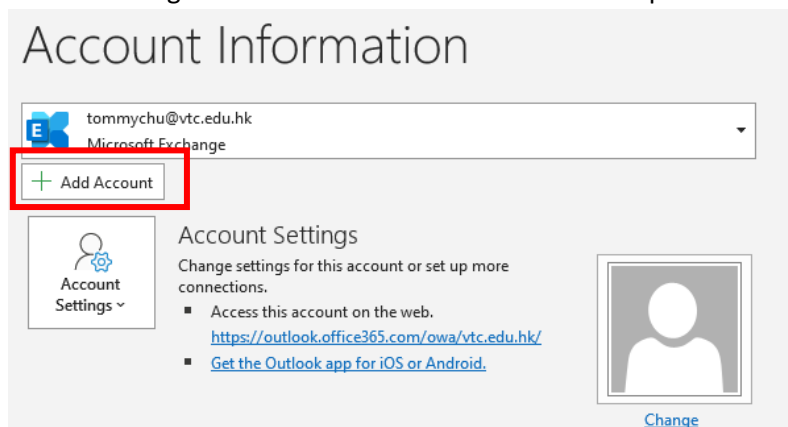 Account Information
tommychu@vtc.edu.hk
Microsoft Exchange
Add Account
Account Settings
Change settings for this account or set up more
connections.
Account
Settings
▪ Access this account on the web.
https://outlook.office365.com/owa/vtc.edu.hk/
▪ Get the Outlook app for iOS or Android.
Change